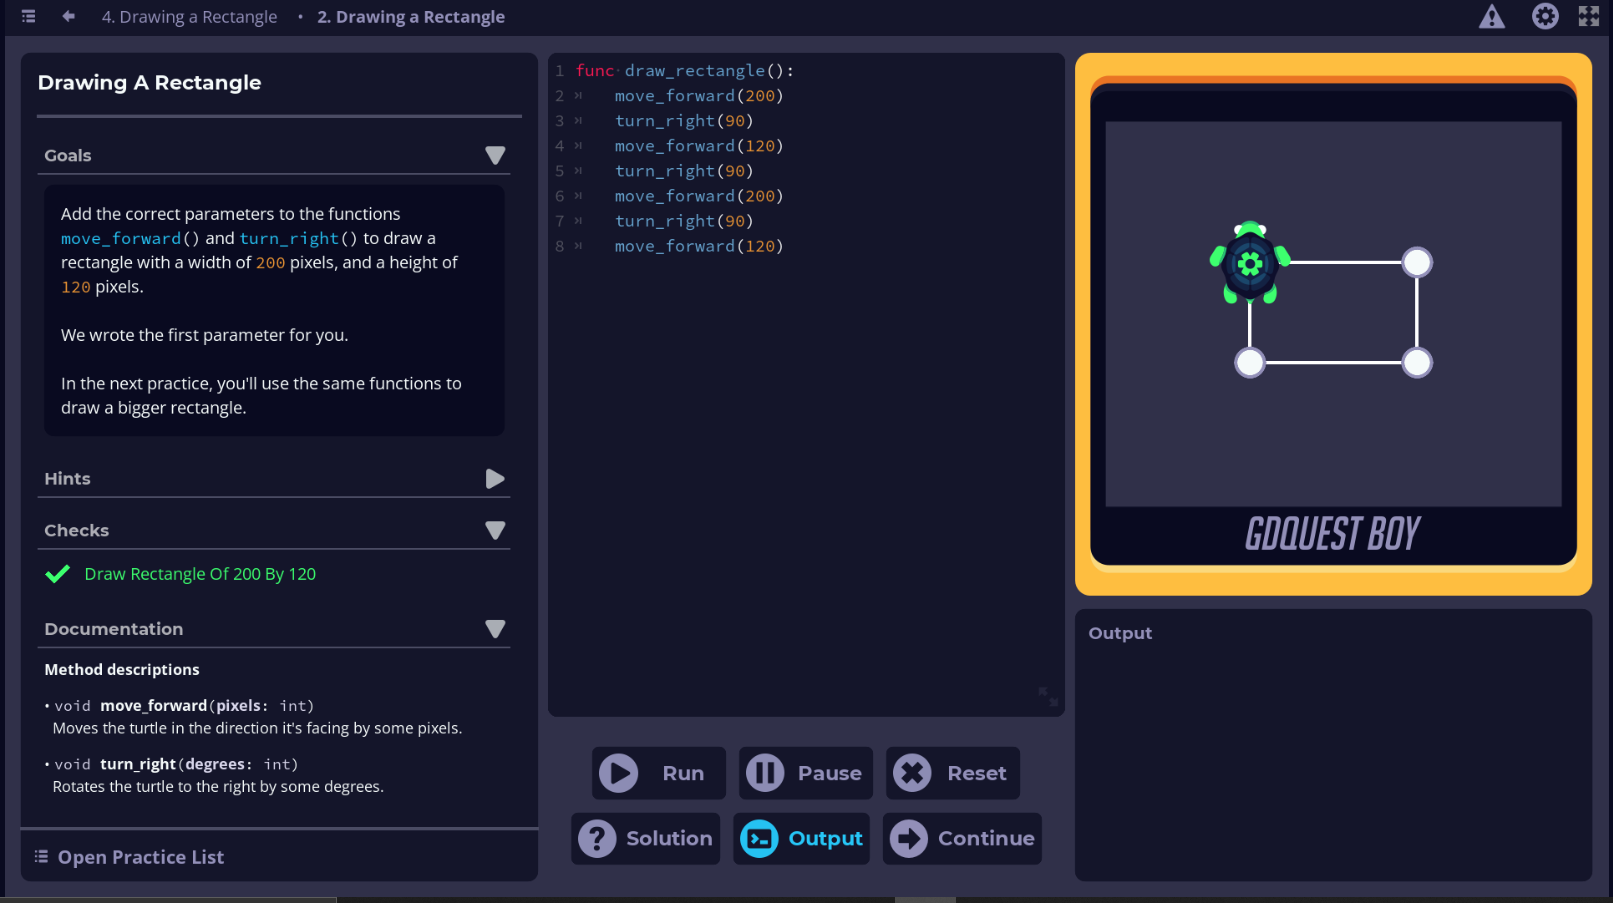 4. Drawing a Rectangle • 2. Drawing a Rectangle
Drawing A Rectangle
Goals
Add the correct parameters to the functions
move_forward() and turn_right() to draw a
rectangle with a width of 200 pixels, and a height of
120 pixels.
We wrote the first parameter for you.
In the next practice, you'll use the same functions to
draw a bigger rectangle.
Hints
Checks
Draw Rectangle Of 200 By 120
Documentation
Method descriptions
• void move_forward(pixels: int)
Moves the turtle in the direction it's facing by some pixels.
• void turn_right(degrees: int)
Rotates the turtle to the right by some degrees.
Open Practice List
1 func draw_rectangle():
2 move_forward(200)
3 turn_right(90)
4 move_forward(120)
5 turn_right(90)
6 move_forward(200)
7 turn_right(90)
8 move_forward(120)
Run
Pause
Reset
Solution
Output
Continue
GDQUEST BOY
Output